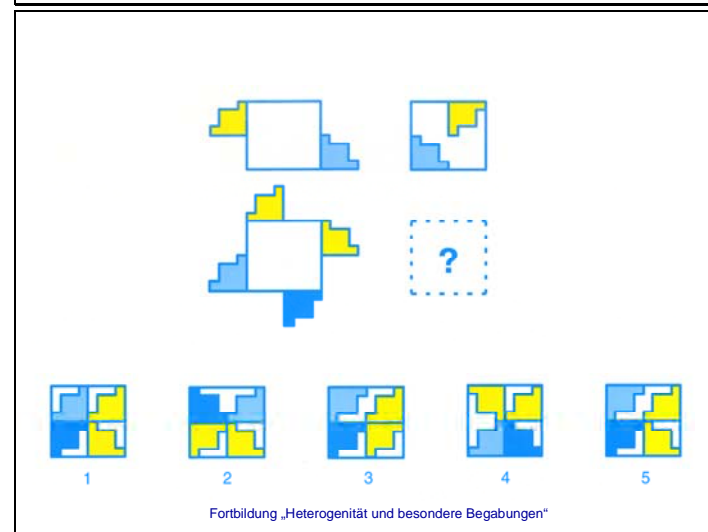 ?
1 2 3 4 5
Fortbildung „Heterogenität und besondere Begabungen“